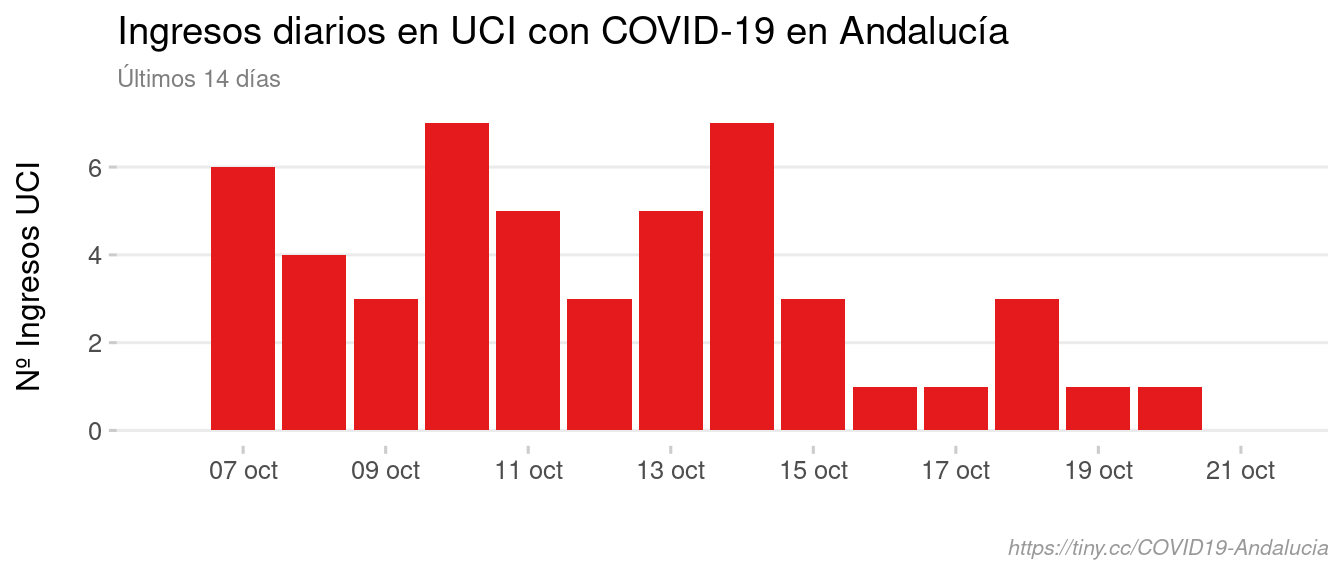 Ingresos diarios en UCI con COVID-19 en Andalucía
Últimos 14 días
Nº Ingresos UCI
6
4
2
0
07 oct 09 oct 11 oct 13 oct 15 oct 17 oct 19 oct 21 oct
https://tiny.cc/COVID19-Andalucia